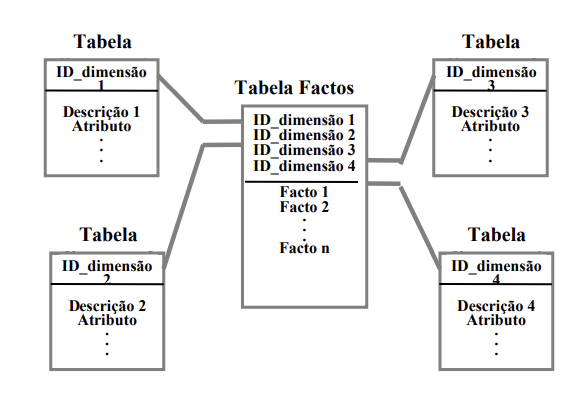 Tabela
ID_dimensão
1
Descrição 1
Atributo
.
.
.
Tabela
ID_dimensão
2
Descrição 2
Atributo
.
.
.
Tabela Factos
ID_dimensão 1
ID_dimensão 2
ID_dimensão 3
ID_dimensão 4
Facto 1
Facto 2
.
.
.
Facto n
Tabela
ID_dimensão
3
Descrição 3
Atributo
.
.
.
Tabela
ID_dimensão
4
Descrição 4
Atributo
.
.
.